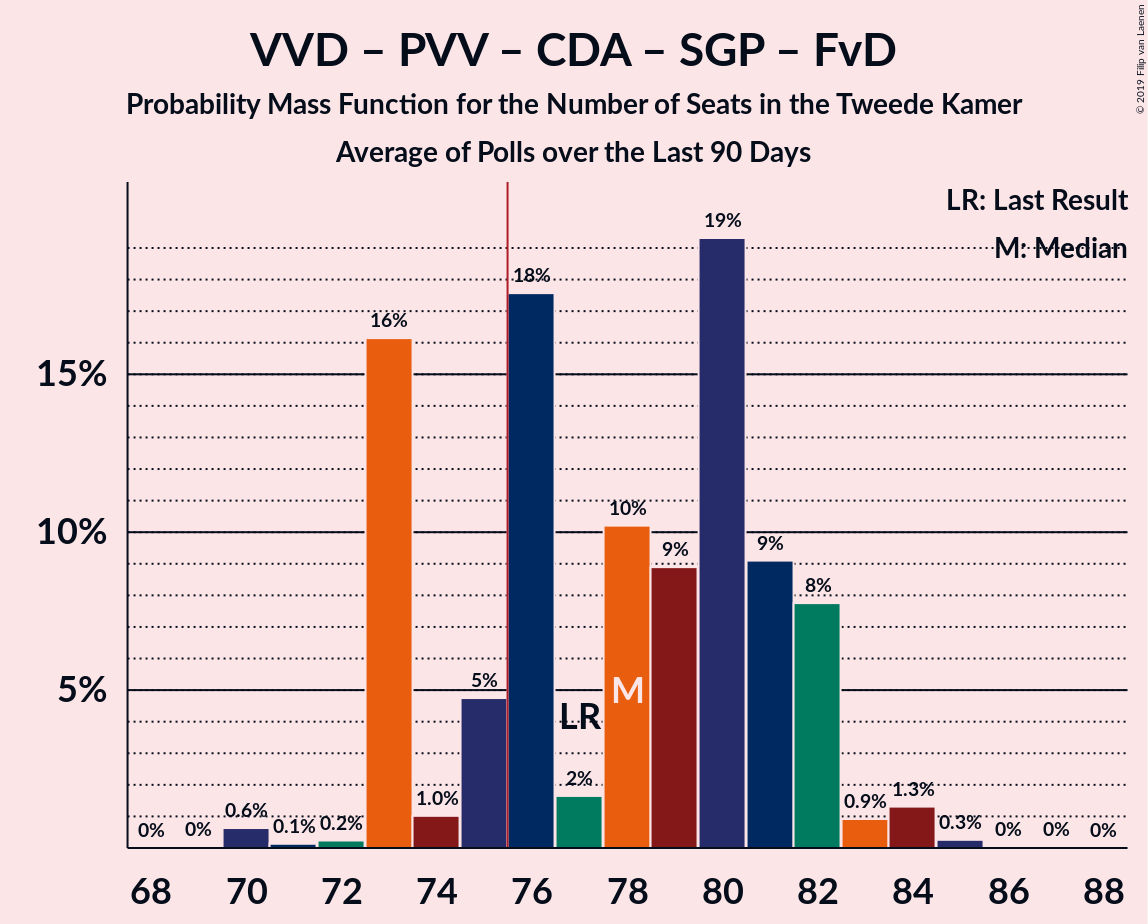 VVD – PVV – CDA – SGP – FvD
Probability Mass Function for the Number of Seats in the Tweede Kamer
Average of Polls over the Last 90 Days
© 2019 Filip van Laenen
LR: Last Result
M: Median
15%
10%
5%
0%
0%
0.6%
0.1%
0.2%
16%
1.0%
5%
18%
2%
10%
9%
19%
9%
8%
0.9%
1.3%
0.3%
0%
0%
0%
LR
M
68 70 72 74 76 78 80 82 84 86 88